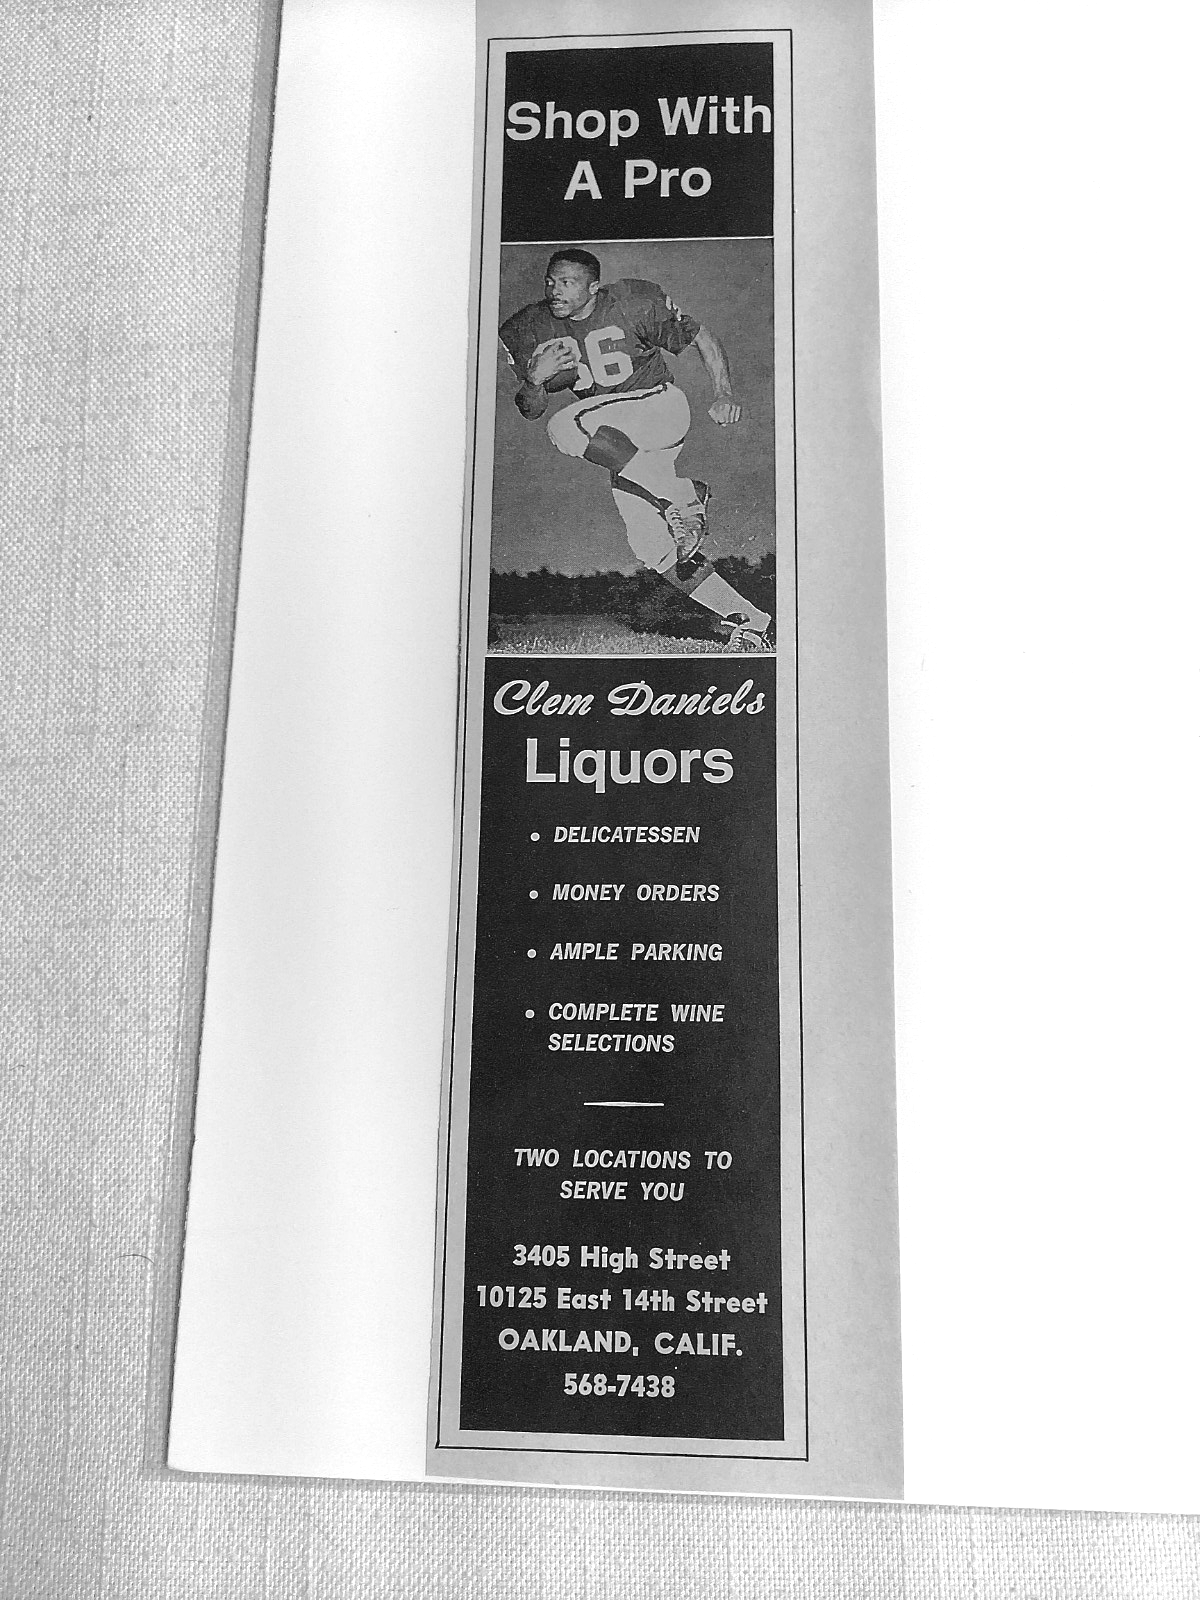 Shop With
A Pro
36
Clem Daniels
Liquors
• DELICATESSEN
• MONEY ORDERS
• AMPLE PARKING
• COMPLETE WINE
SELECTIONS
TWO LOCATIONS TO
SERVE YOU
3405 High Street
10125 East 14th Street
OAKLAND, CALIF.
568-7438